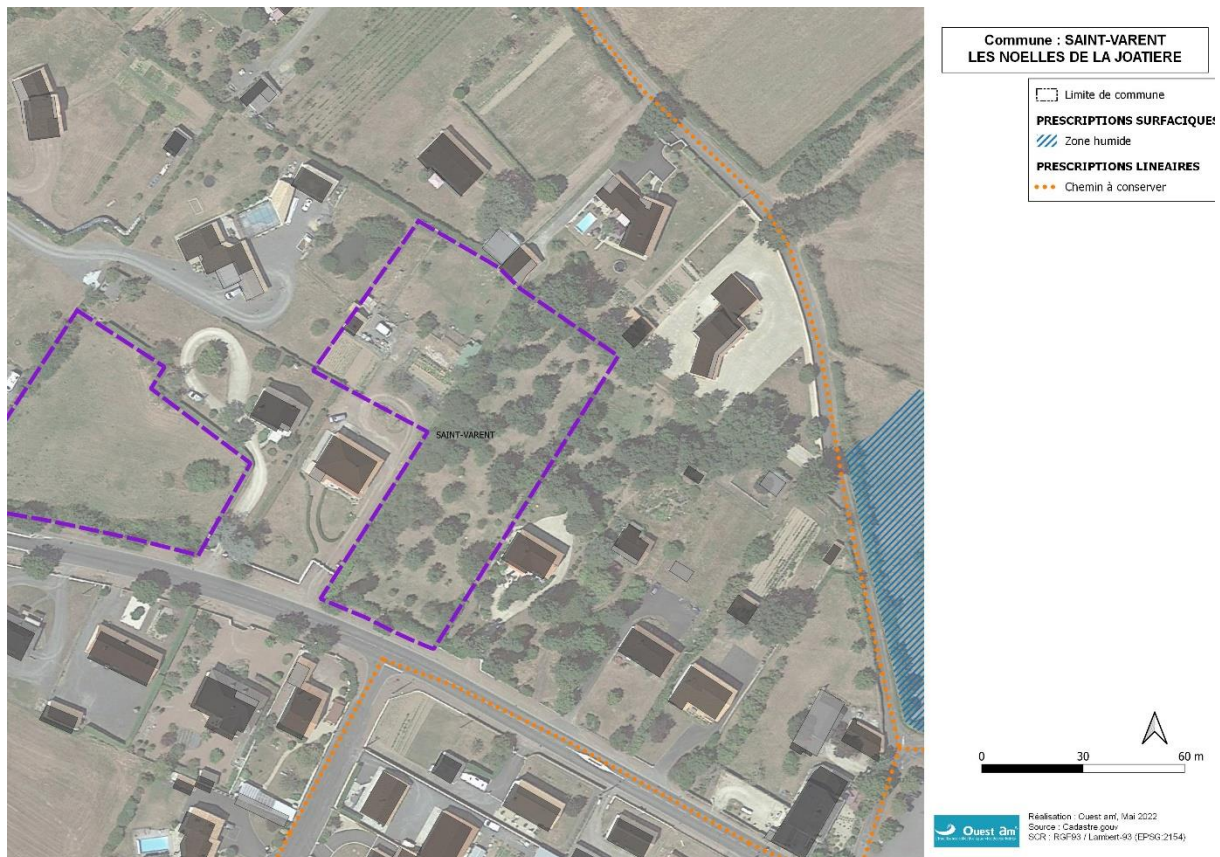 Commune : SAINT-VARENT
LES NOELLES DE LA JOATIERE
Limite de commune
PRESCRIPTIONS SURFACIQUES
Zone humide
PRESCRIPTIONS LINEAIRES
Chemin à conserver
SAINT-VARENT
0 30 60 m
Ouest am'
Réalisation : Ouest am', Mai 2022
Source : Cadastre.gouv
SCR : RGF93 / Lambert-93 (EPSG:2154)